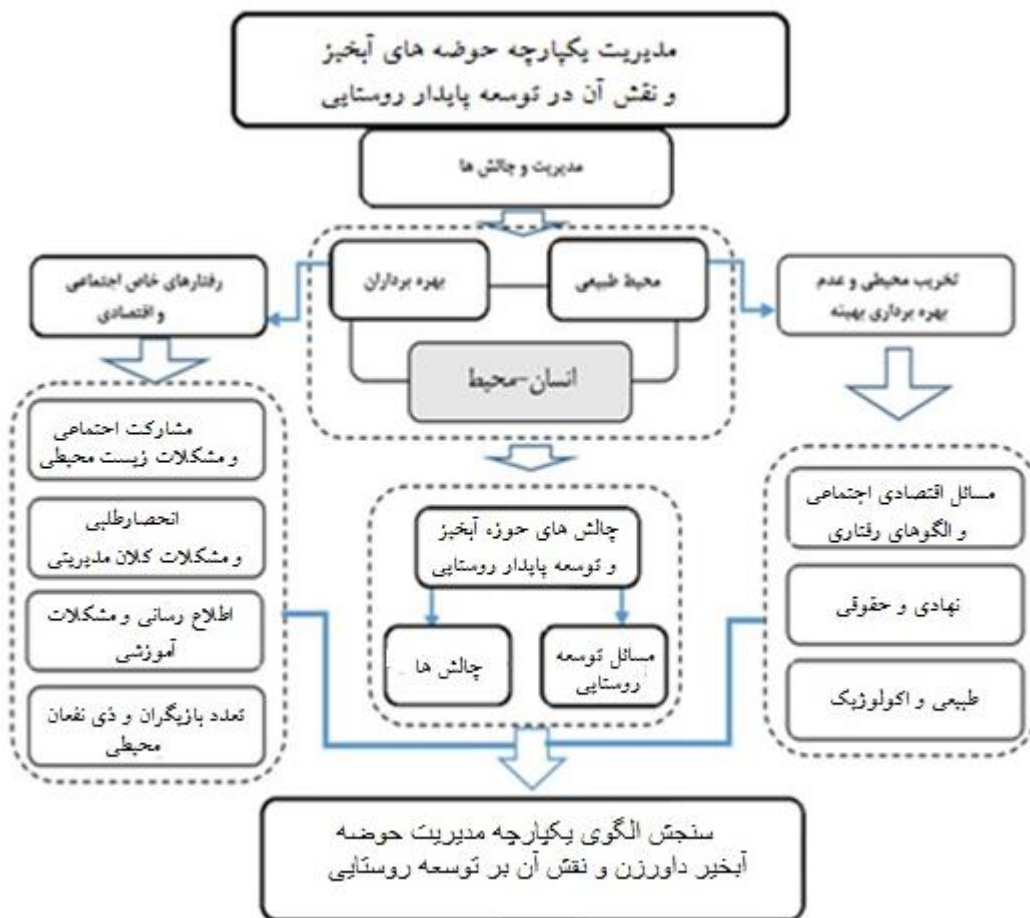 مدیریت یکپارچه حوضه های آبخیز
و نقش آن در توسعه پایدار روستایی
مدیریت و چالش ها
محیط طبیعی
بهره برداران
انسان-محیط
تخریب محیطی و عدم
بهره برداری بهینه
رفتارهای خاص اجتماعی
و اقتصادی
مسائل اقتصادی اجتماعی
و الگوهای رفتاری
نهادی و حقوقی
طبیعی و اکولوژیک
چالش های حوزه آبخیز
و توسعه پایدار روستایی
مسائل توسعه
روستایی
چالش ها
مشارکت اجتماعی
و مشکلات زیست محیطی
انحصارطلبی
و مشکلات کلان مدیریتی
اطلاع رسانی و مشکلات
آموزشی
تعدد بازیگران و ذی نفعان
محیطی
سنجش الگوی یکپارچه مدیریت حوضه
آبخیر داورزن و نقش آن بر توسعه روستایی